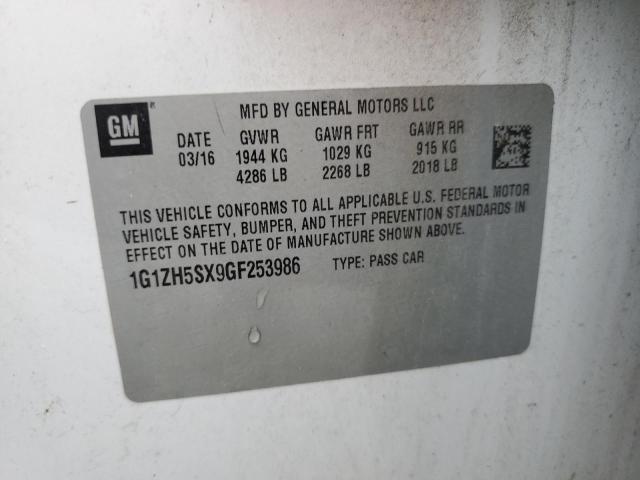 GM ®
MFD BY GENERAL MOTORS LLC
DATE GVWR GAWR FRT GAWR RR
03/16 1944 KG 1029 KG 915 KG
4286 LB 2268 LB 2018 LB
THIS VEHICLE CONFORMS TO ALL APPLICABLE U.S. FEDERAL MOTOR
VEHICLE SAFETY, BUMPER, AND THEFT PREVENTION STANDARDS IN
EFFECT ON THE DATE OF MANUFACTURE SHOWN ABOVE.
1G1ZH5SX9GF253986 TYPE: PASS CAR